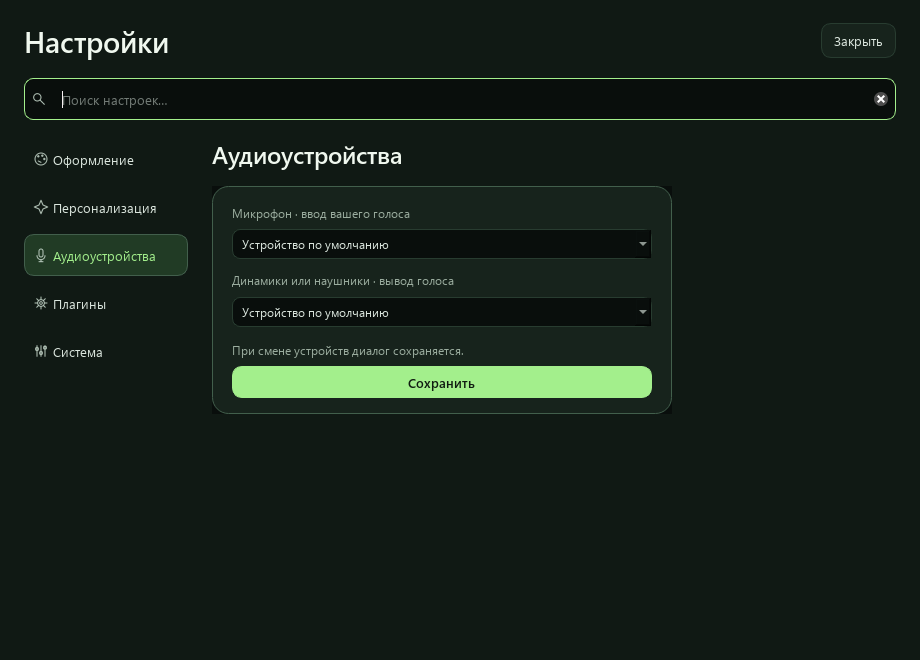 Настройки
Закрыть
Поиск настроек...
Оформление
Персонализация
Аудиоустройства
Плагины
Система
Аудиоустройства
Микрофон · ввод вашего голоса
Устройство по умолчанию
Динамики или наушники · вывод голоса
Устройство по умолчанию
При смене устройств диалог сохраняется.
Сохранить